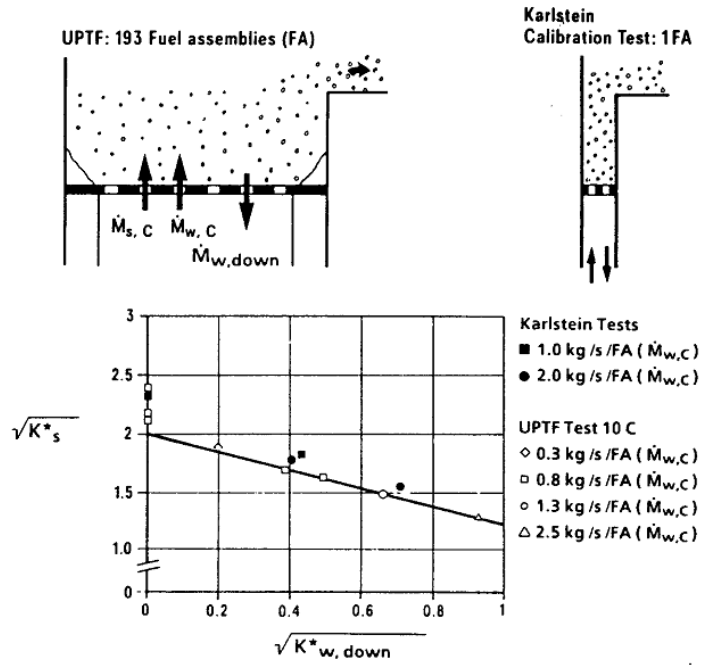 UPTF: 193 Fuel assemblies (FA)
Karlstein
Calibration Test: 1FA
Ṁs, C
Ṁw, C
Ṁw,down
3
2.5
2
1.5
1.0
0
√K*s
0
0.2
0.4
0.6
0.8
1
√K*w, down
Karlstein Tests
■ 1.0 kg/s/FA (Ṁw,C)
● 2.0 kg/s/FA (Ṁw,C)
UPTF Test 10 C
◇ 0.3 kg/s/FA (Ṁw,C)
□ 0.8 kg/s/FA (Ṁw,C)
○ 1.3 kg/s/FA (Ṁw,C)
△ 2.5 kg/s/FA (Ṁw,C)